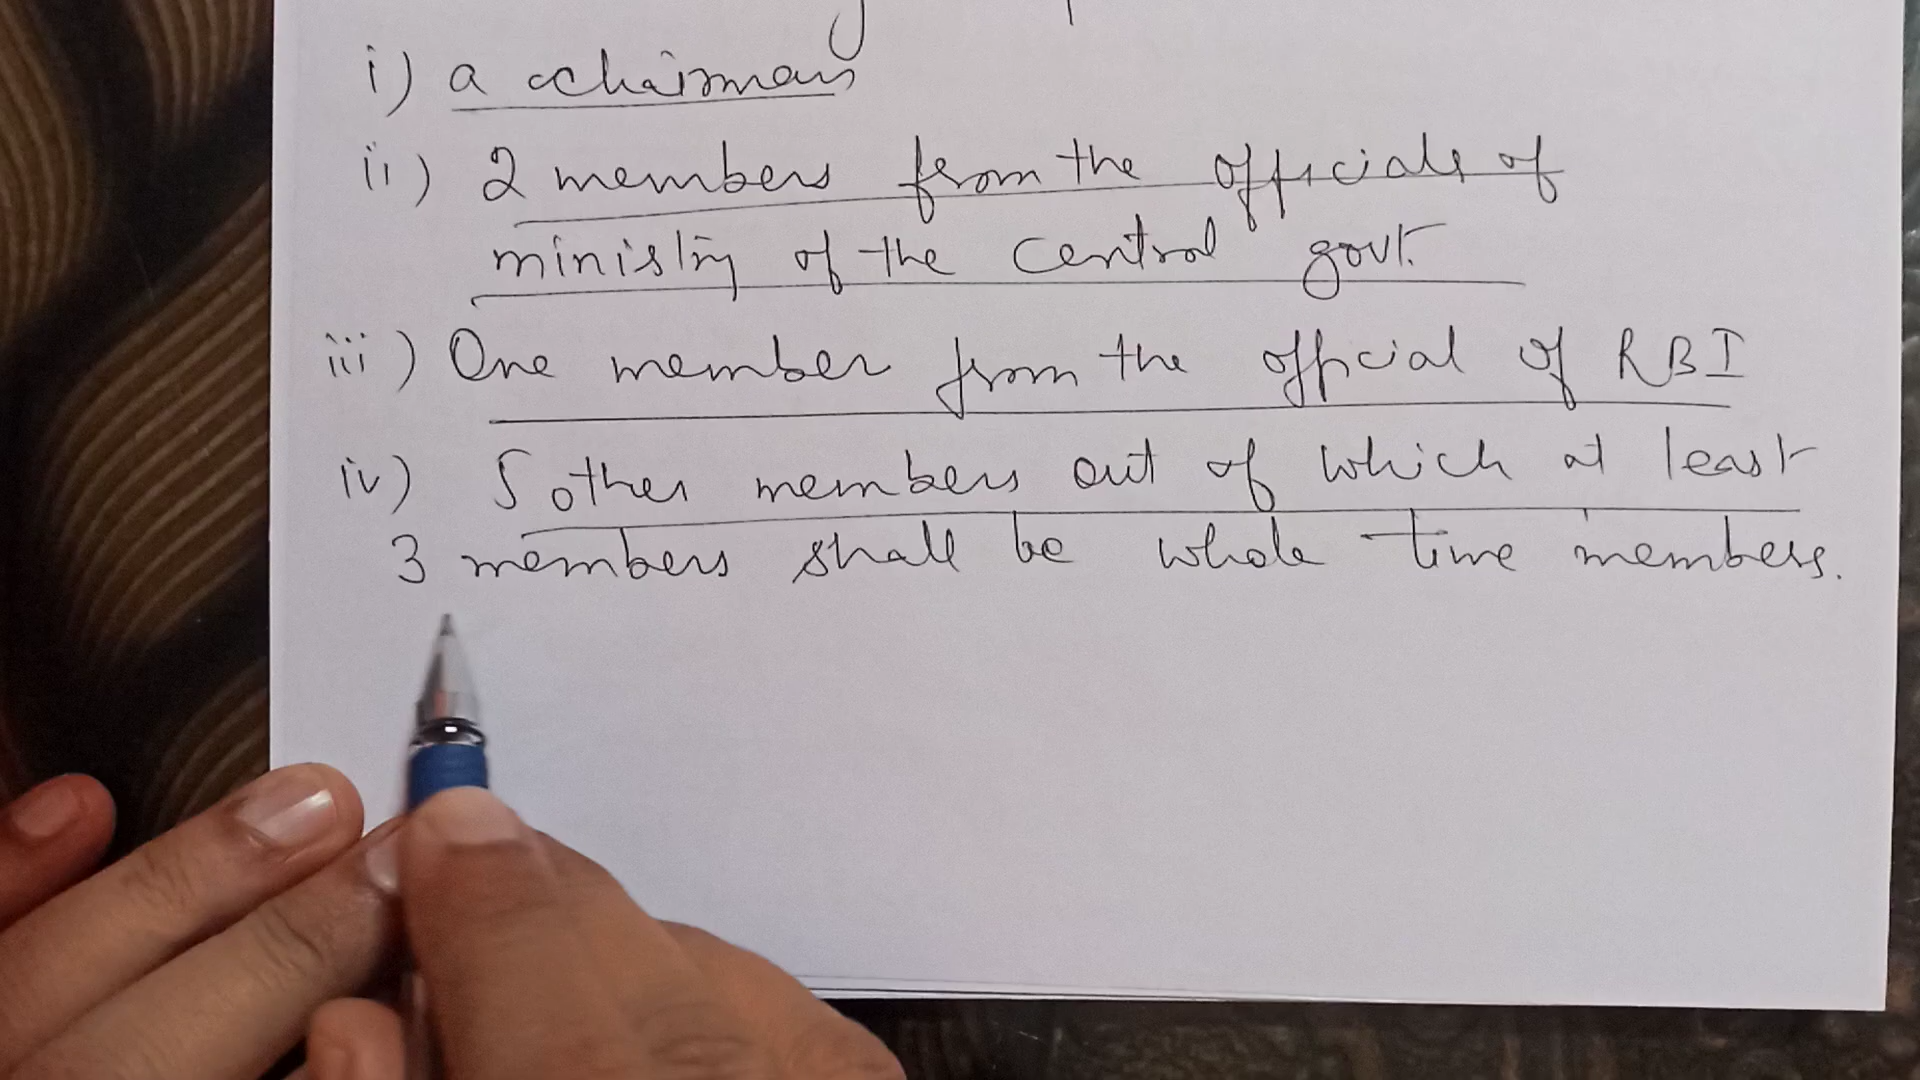 i) a chairman
ii) 2 members from the officials of
ministry of the central govt.
iii) One member from the official of RBI
iv) 5 other members out of which at least
3 members shall be whole time members.